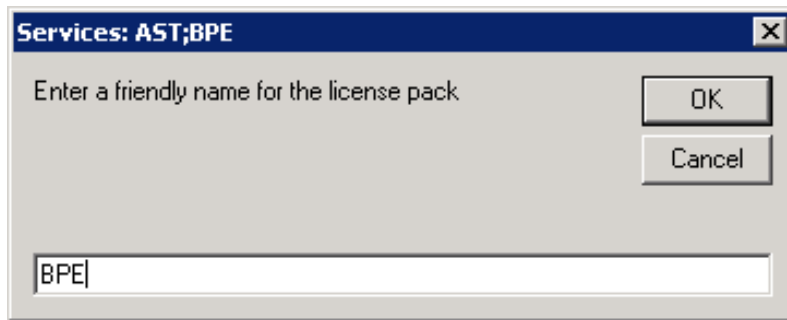 Services: AST;BPE
Enter a friendly name for the license pack
OK
Cancel
BPE